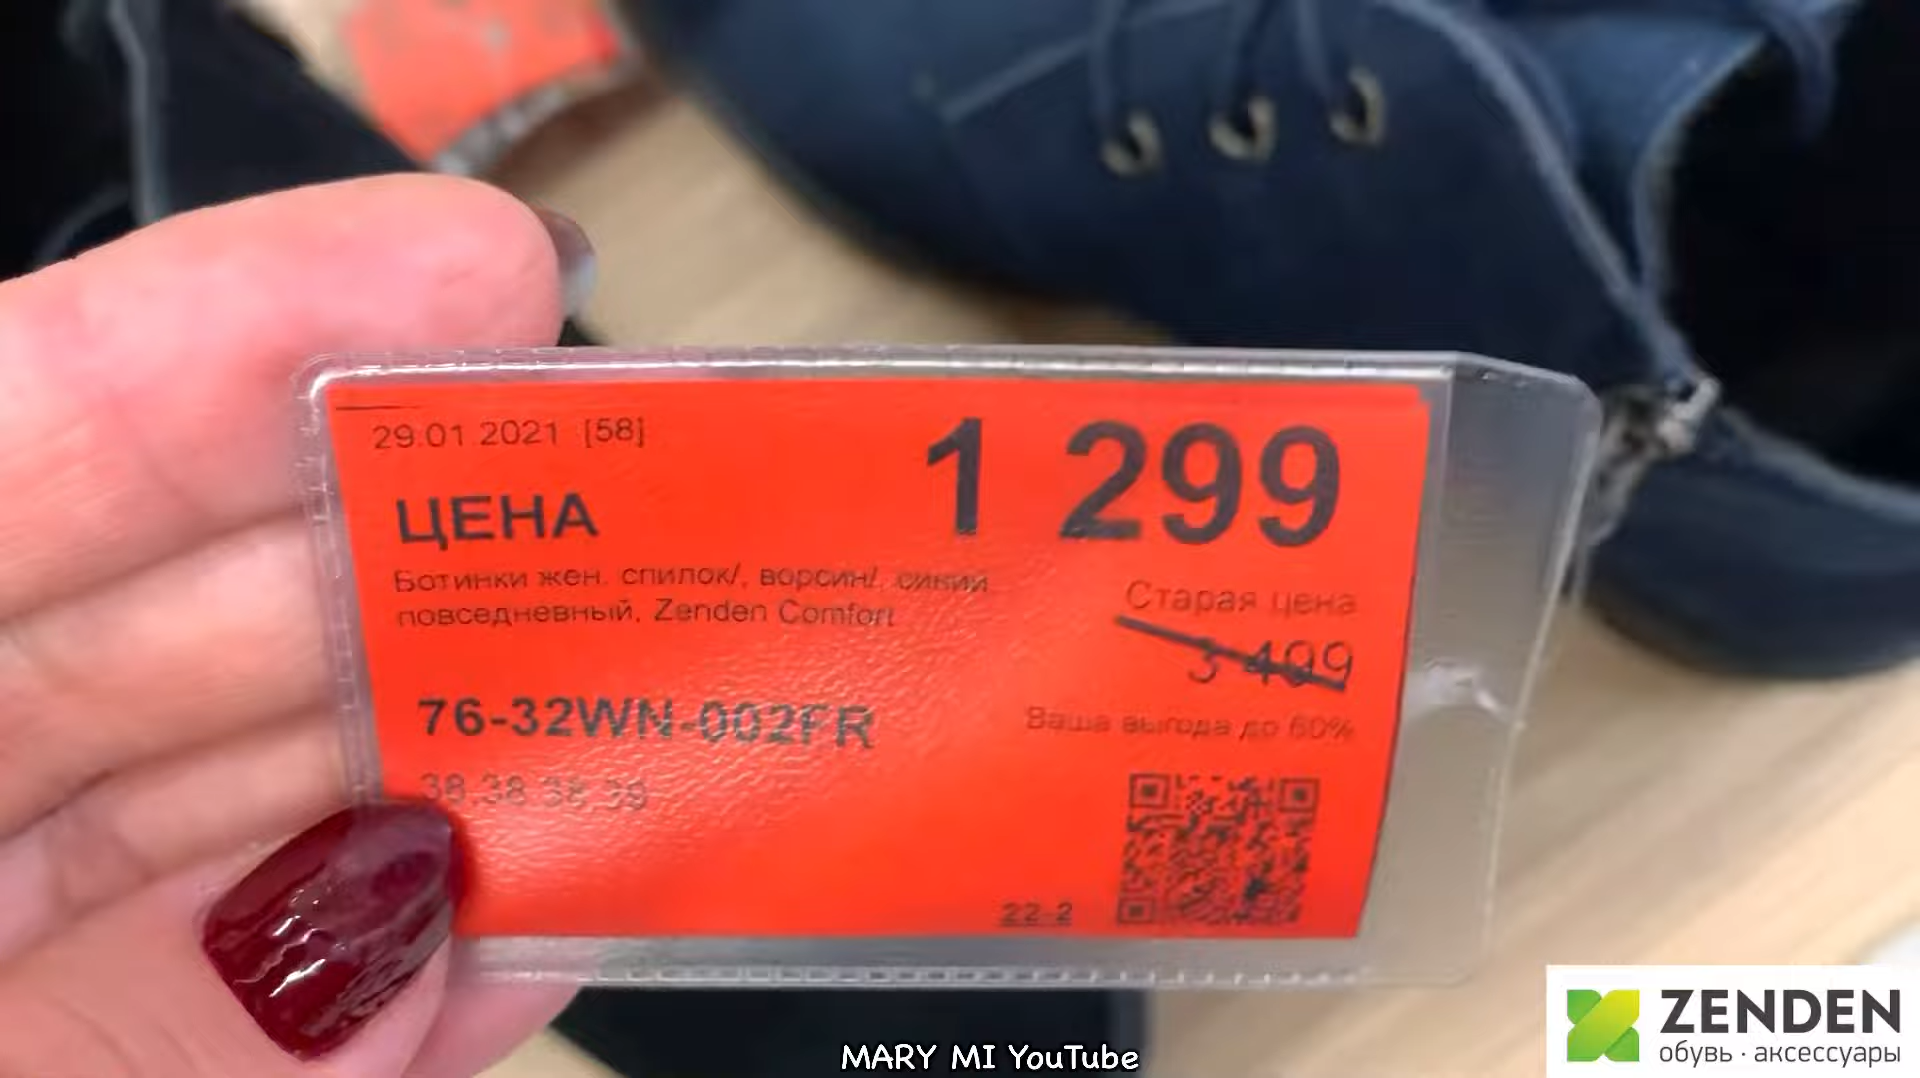 29.01.2021 [58]
1 299
ЦЕНА
Ботинки жен. спилок/, ворсин/, синий
повседневный, Zenden Comfort
Старая цена
3 499
76-32WN-002FR
Ваша выгода до 60%
38,38,38,39
22-2
ZENDEN
обувь · аксессуары
MARY MI YouTube